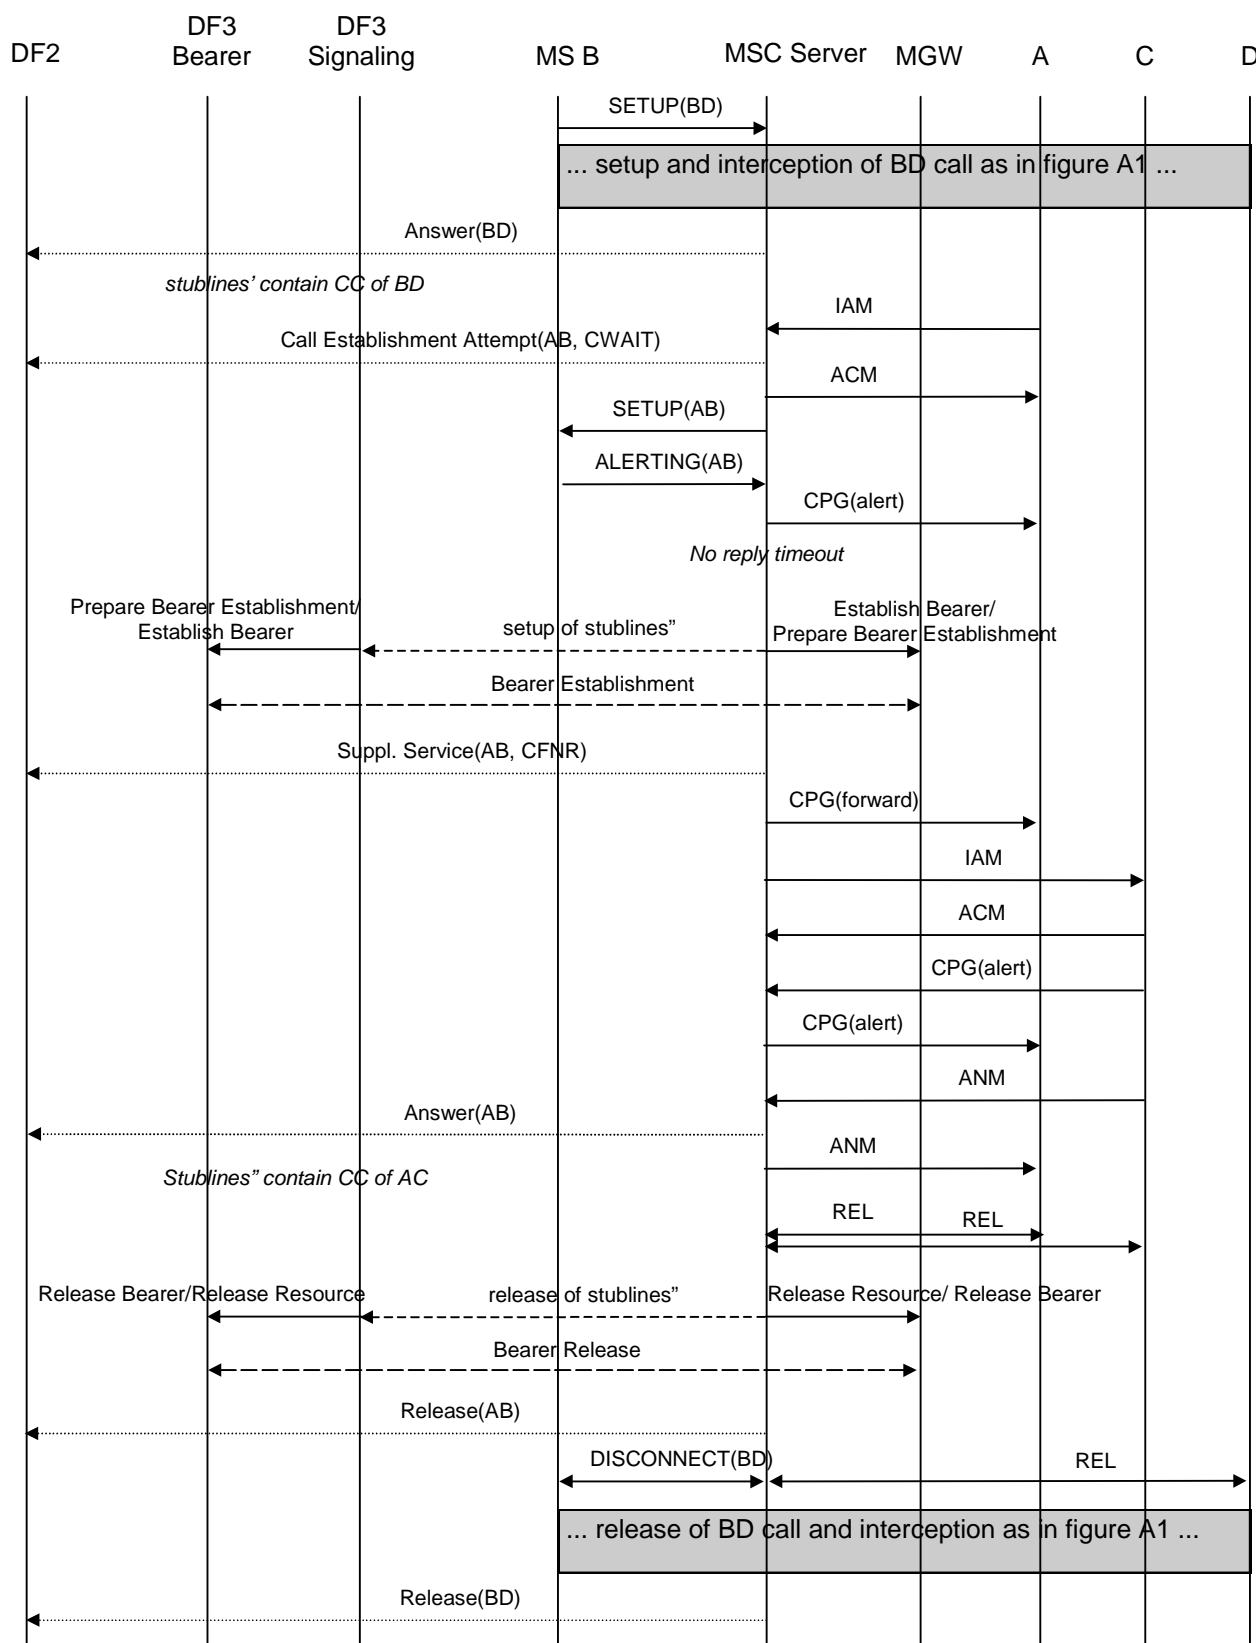 DF2
DF3
Bearer
DF3
Signaling
MS B
MSC Server
MGW
A
C
D
SETUP(BD)
... setup and interception of BD call as in figure A1 ...
Answer(BD)
stublines’ contain CC of BD
IAM
Call Establishment Attempt(AB, CWAIT)
ACM
SETUP(AB)
ALERTING(AB)
CPG(alert)
No reply timeout
Prepare Bearer Establishment/
Establish Bearer
setup of stublines”
Establish Bearer/
Prepare Bearer Establishment
Bearer Establishment
Suppl. Service(AB, CFNR)
CPG(forward)
IAM
ACM
CPG(alert)
CPG(alert)
ANM
Answer(AB)
ANM
Stublines” contain CC of AC
REL
REL
Release Bearer/Release Resource
release of stublines”
Release Resource/ Release Bearer
Bearer Release
Release(AB)
DISCONNECT(BD)
REL
... release of BD call and interception as in figure A1 ...
Release(BD)